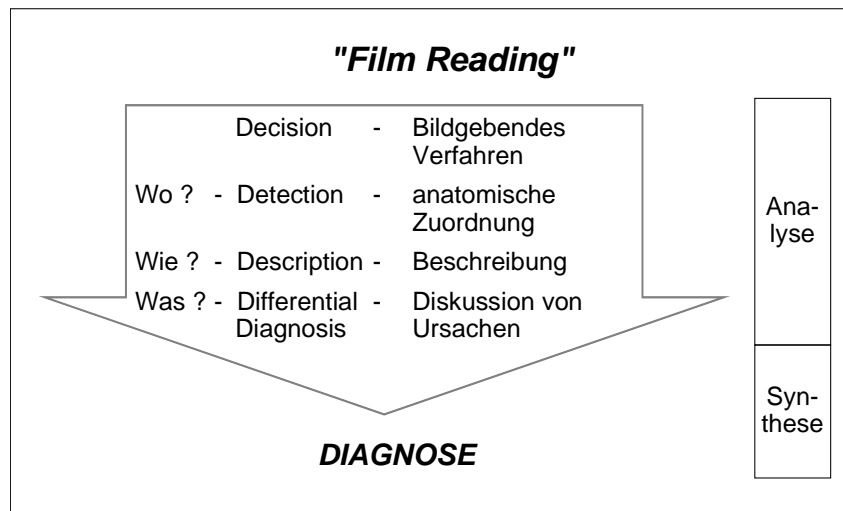 "Film Reading"
Decision - Bildgebendes
Verfahren
Wo ? - Detection - anatomische
Zuordnung
Wie ? - Description - Beschreibung
Was ? - Differential - Diskussion von
Diagnosis Ursachen
DIAGNOSE
Ana-
lyse
Syn-
these